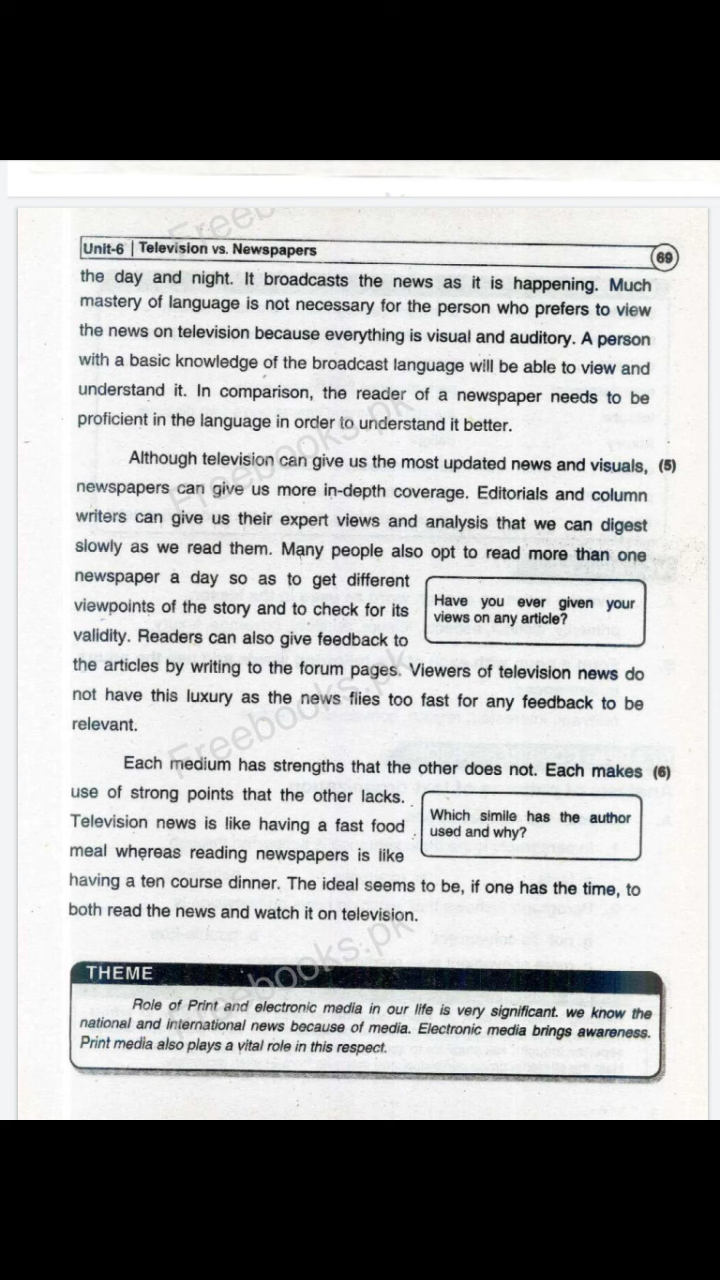 Unit-6 | Television vs. Newspapers 69
the day and night. It broadcasts the news as it is happening. Much
mastery of language is not necessary for the person who prefers to view
the news on television because everything is visual and auditory. A person
with a basic knowledge of the broadcast language will be able to view and
understand it. In comparison, the reader of a newspaper needs to be
proficient in the language in order to understand it better.
Although television can give us the most updated news and visuals, (5)
newspapers can give us more in-depth coverage. Editorials and column
writers can give us their expert views and analysis that we can digest
slowly as we read them. Many people also opt to read more than one
newspaper a day so as to get different
viewpoints of the story and to check for its
validity. Readers can also give feedback to
Have you ever given your
views on any article?
the articles by writing to the forum pages. Viewers of television news do
not have this luxury as the news flies too fast for any feedback to be
relevant.
Each medium has strengths that the other does not. Each makes (6)
use of strong points that the other lacks.
Television news is like having a fast food
meal whereas reading newspapers is like
Which simile has the author
used and why?
having a ten course dinner. The ideal seems to be, if one has the time, to
both read the news and watch it on television.
THEME
Role of Print and electronic media in our life is very significant. we know the
national and international news because of media. Electronic media brings awareness.
Print media also plays a vital role in this respect.
Freebooks.pk
Freebooks.pk
Freebooks.pk